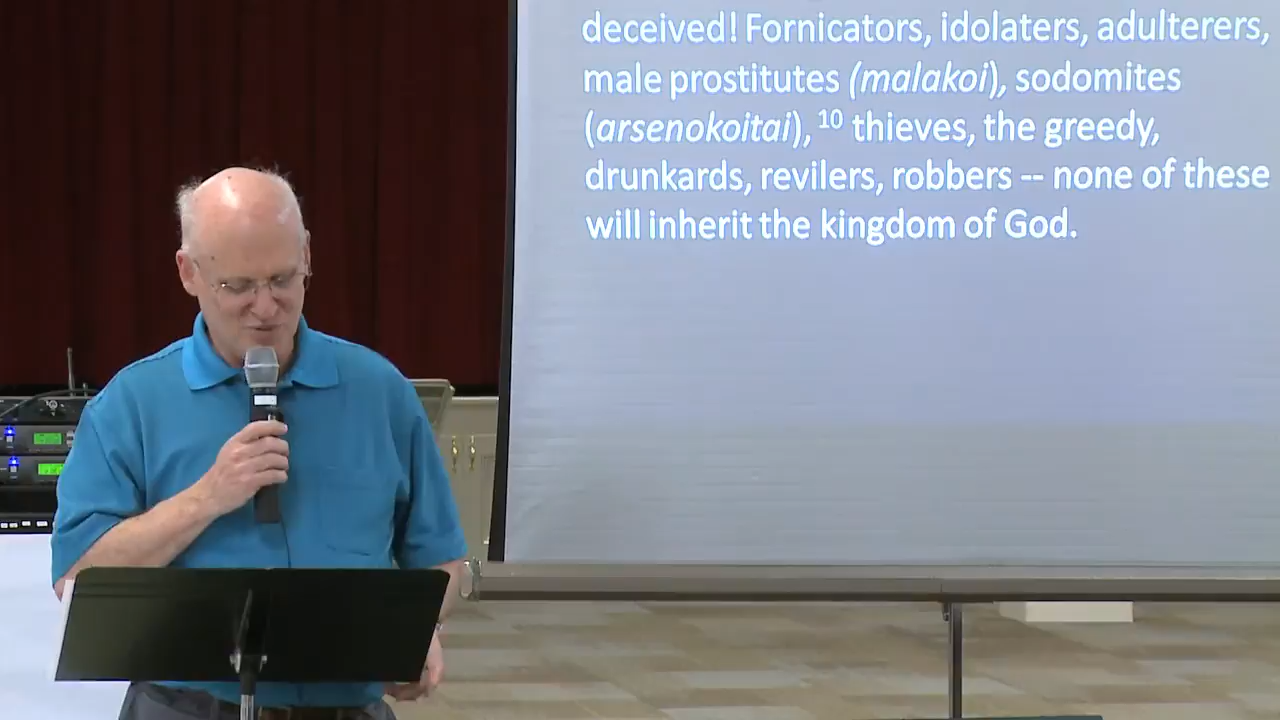 deceived! Fornicators, idolaters, adulterers,
male prostitutes (malakoi), sodomites
(arsenokoitai), 10 thieves, the greedy,
drunkards, revilers, robbers -- none of these
will inherit the kingdom of God.